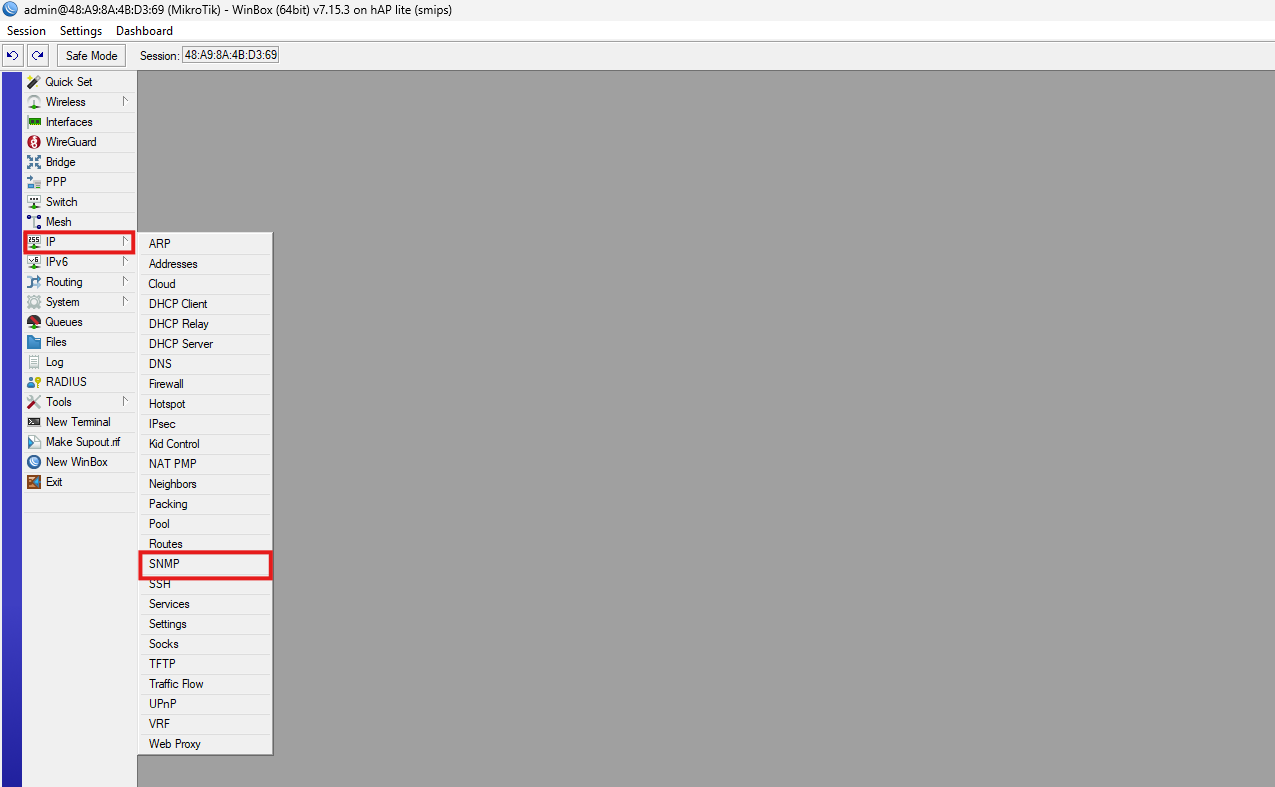 admin@48:A9:8A:4B:D3:69 (MikroTik) - WinBox (64bit) v7.15.3 on hAP lite (smips)
Session Settings Dashboard
Safe Mode Session: 48:A9:8A:4B:D3:69
Quick Set
Wireless
Interfaces
WireGuard
Bridge
PPP
Switch
Mesh
255 IP
v6 IPv6
Routing
System
Queues
Files
Log
RADIUS
Tools
New Terminal
Make Supout.rif
New WinBox
Exit
ARP
Addresses
Cloud
DHCP Client
DHCP Relay
DHCP Server
DNS
Firewall
Hotspot
IPsec
Kid Control
NAT PMP
Neighbors
Packing
Pool
Routes
SNMP
SSH
Services
Settings
Socks
TFTP
Traffic Flow
UPnP
VRF
Web Proxy